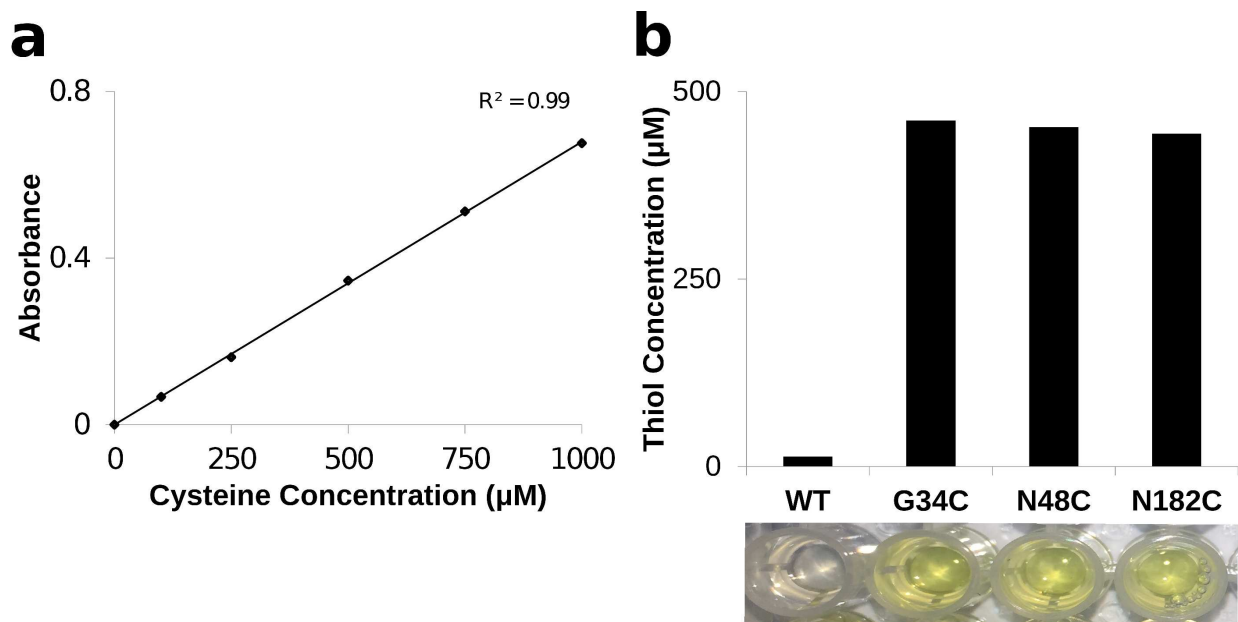 a
0.8
R² = 0.99
0.4
0
Absorbance
0 250 500 750 1000
Cysteine Concentration (µM)
b
500
250
0
Thiol Concentration (µM)
WT G34C N48C N182C